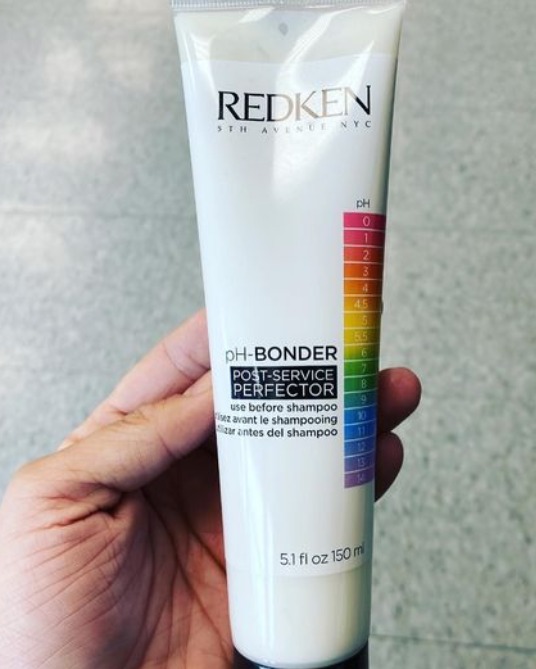 REDKEN
5TH AVENUE NYC
pH
0
1
2
3
4
4.5
5
5.5
6
7
8
9
10
11
12
13
14
pH-BONDER
POST-SERVICE
PERFECTOR
use before shampoo
avant le shampooing
antes del shampoo
5.1 fl oz 150 ml